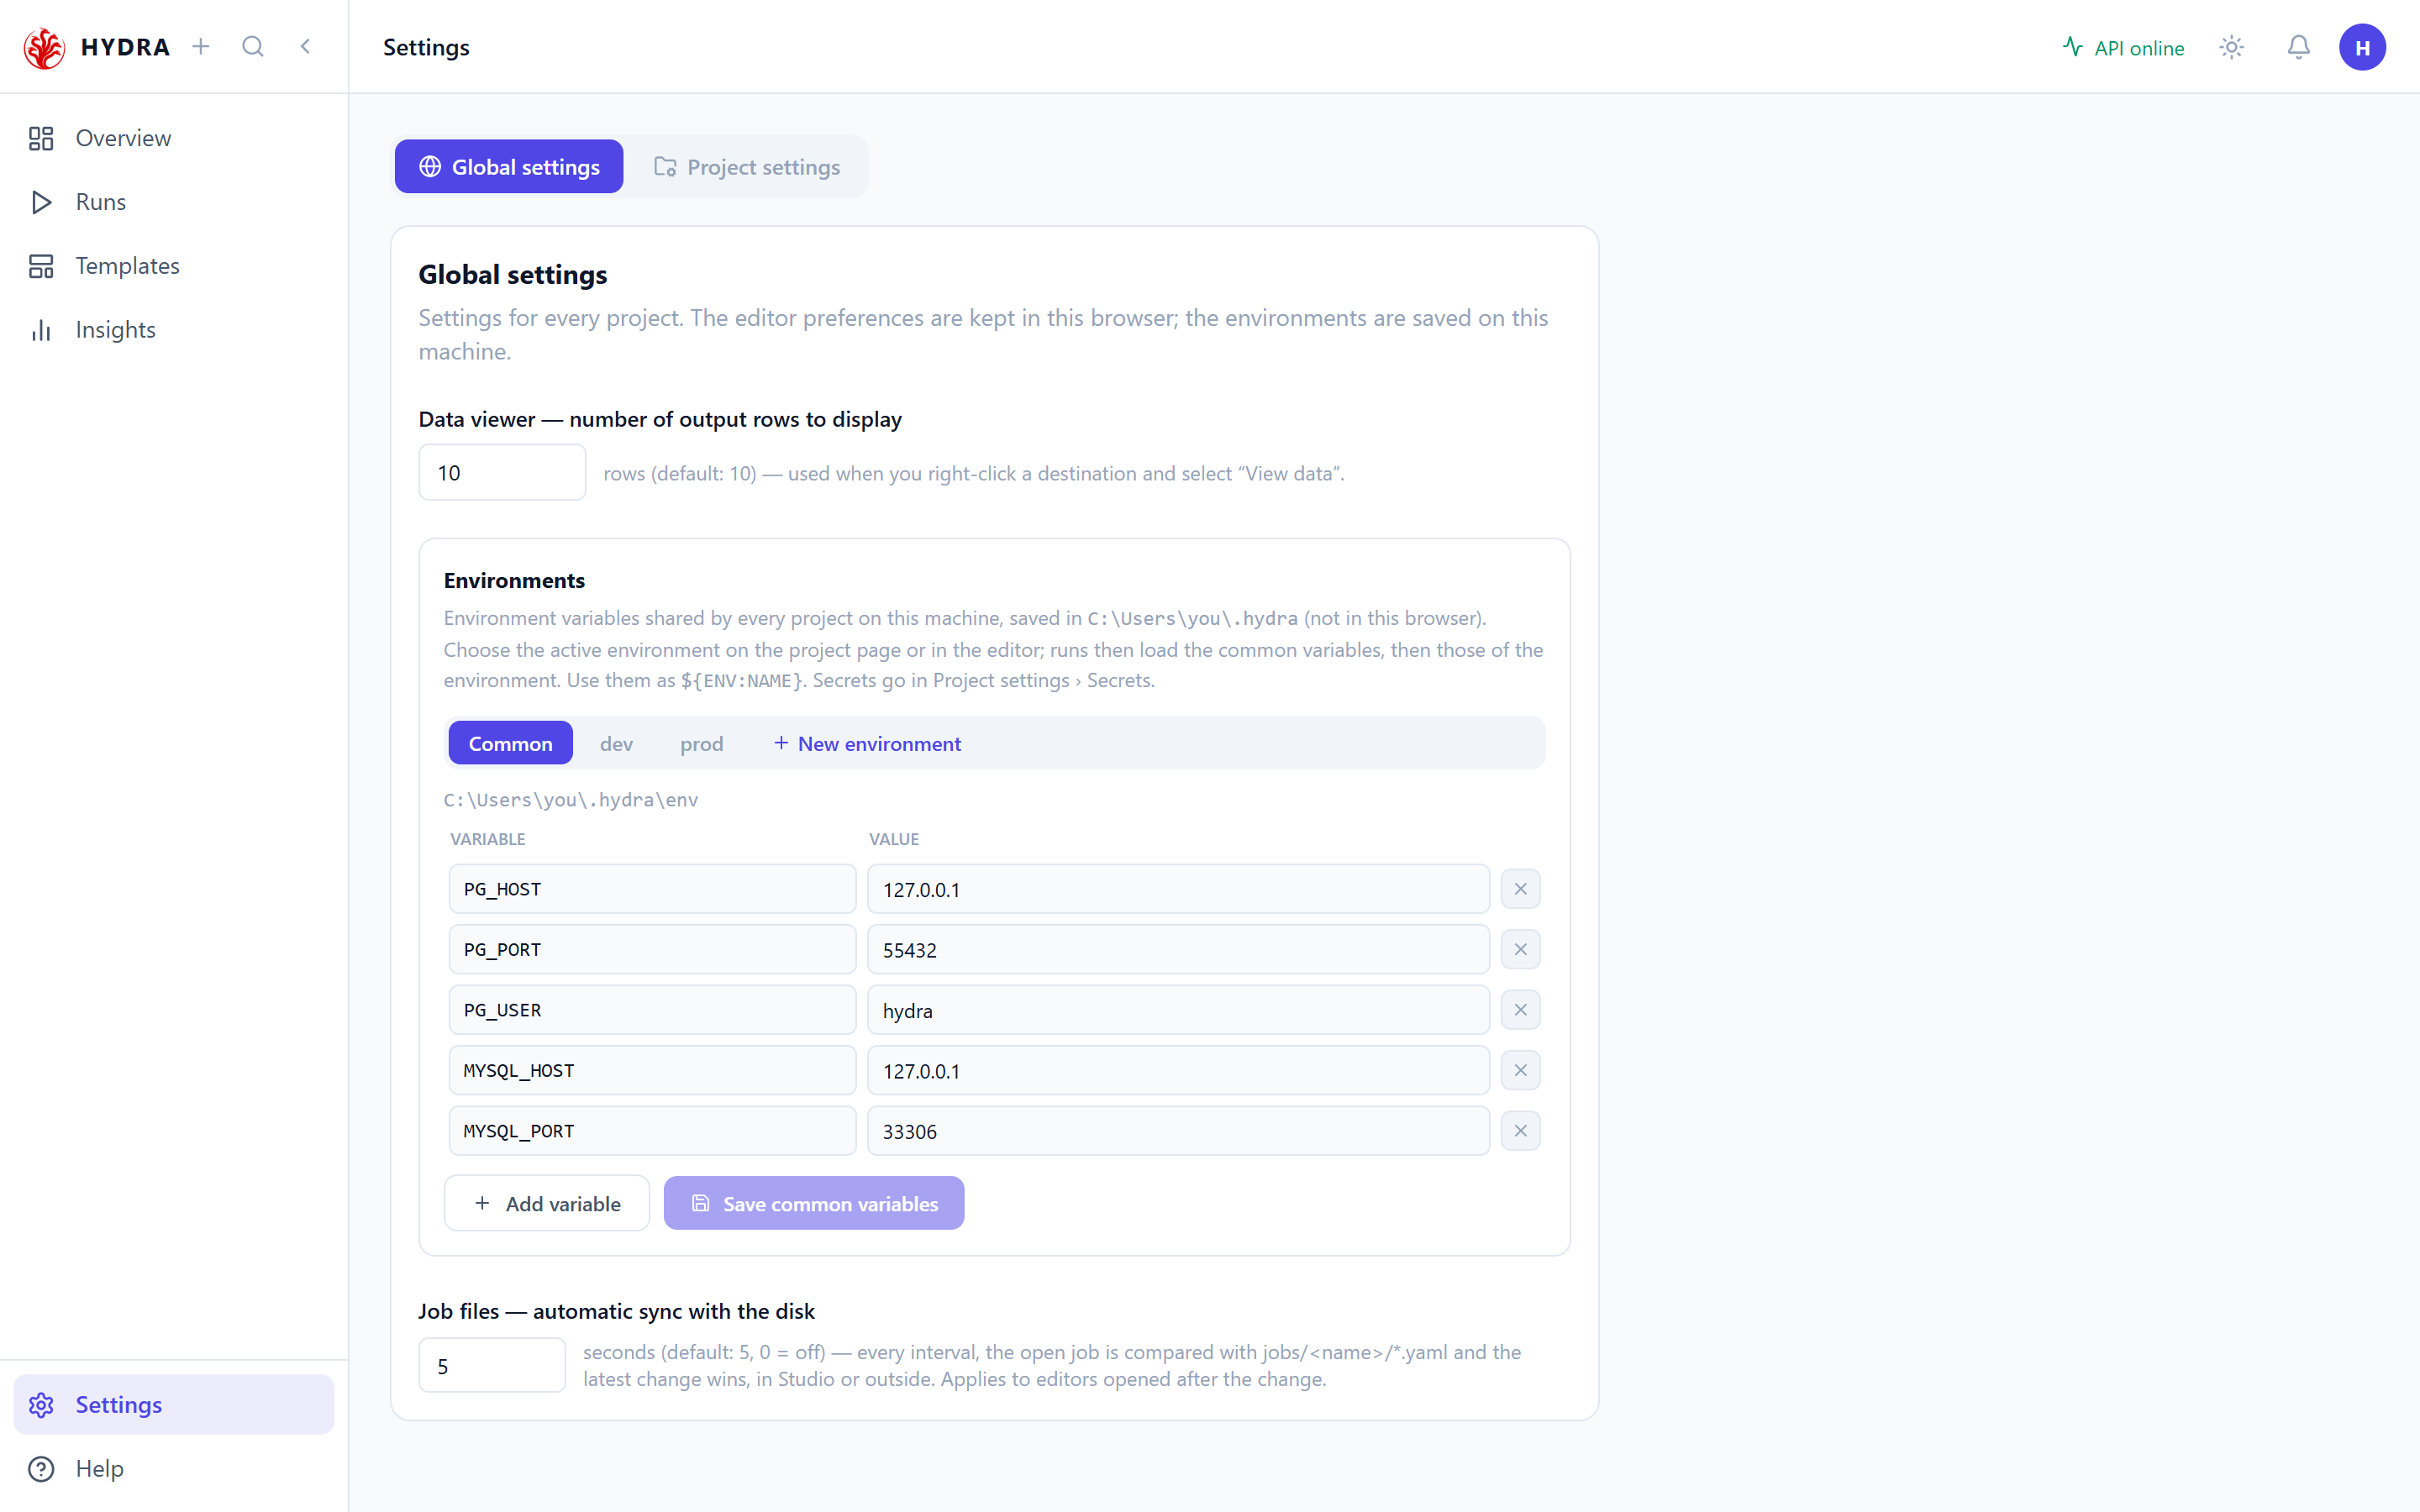 HYDRA
Settings
API online
H
Overview
Runs
Templates
Insights
Settings
Help
Global settings
Project settings
Global settings
Settings for every project. The editor preferences are kept in this browser; the environments are saved on this
machine.
Data viewer — number of output rows to display
10
rows (default: 10) — used when you right-click a destination and select “View data”.
Environments
Environment variables shared by every project on this machine, saved in C:\Users\you\.hydra (not in this browser).
Choose the active environment on the project page or in the editor; runs then load the common variables, then those of the
environment. Use them as ${ENV:NAME}. Secrets go in Project settings › Secrets.
Common
dev
prod
+ New environment
C:\Users\you\.hydra\env
VARIABLE
VALUE
PG_HOST
127.0.0.1
PG_PORT
55432
PG_USER
hydra
MYSQL_HOST
127.0.0.1
MYSQL_PORT
33306
+ Add variable
Save common variables
Job files — automatic sync with the disk
5
seconds (default: 5, 0 = off) — every interval, the open job is compared with jobs/<name>/*.yaml and the
latest change wins, in Studio or outside. Applies to editors opened after the change.